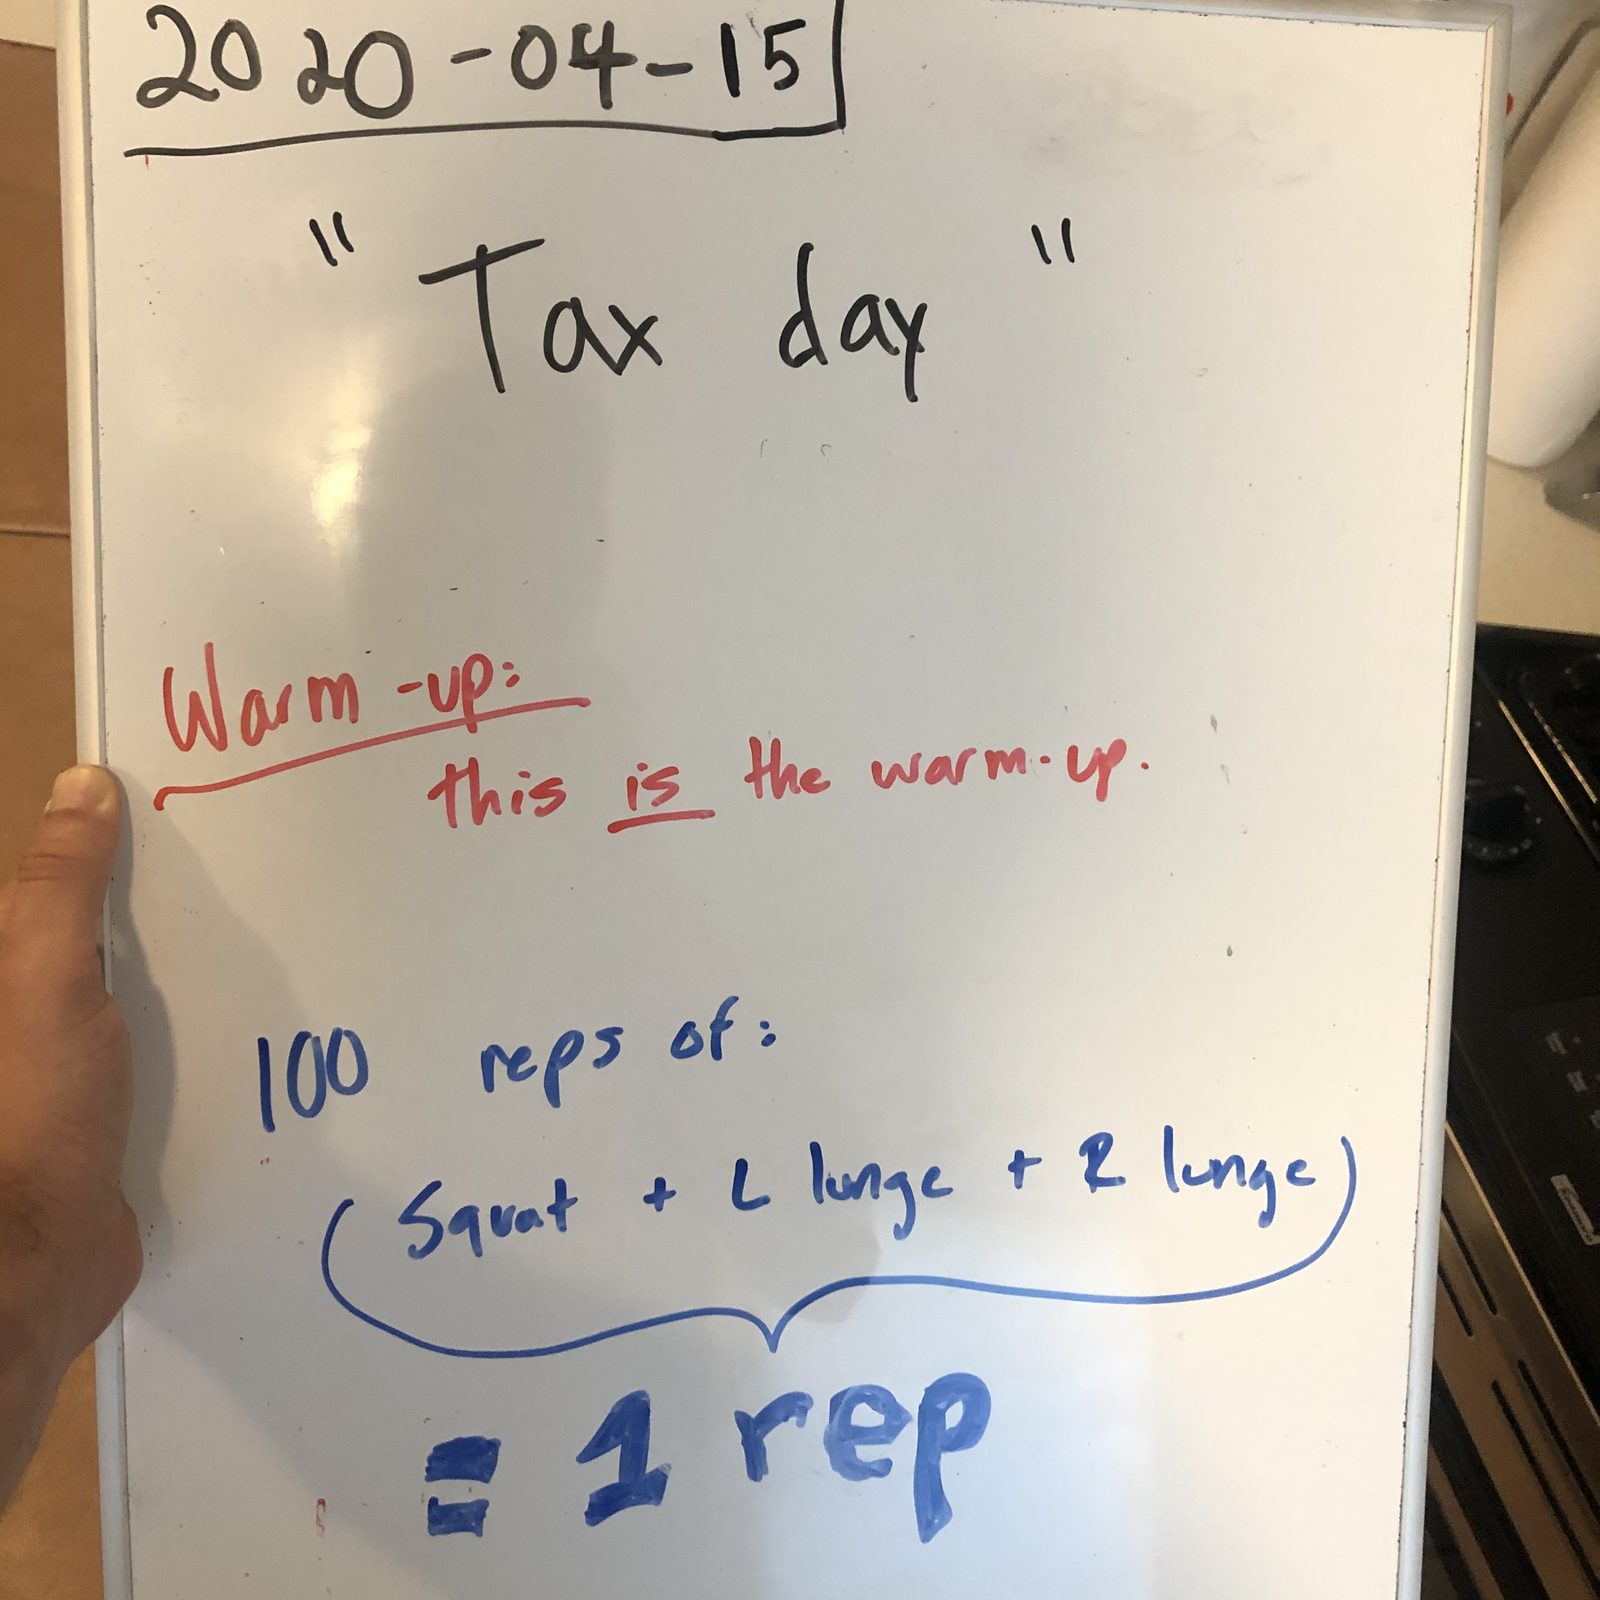 2020-04-15
"Tax day"
Warm-up:
this is the warm-up.
100 reps of:
(Squat + L lunge + R lunge)
= 1 rep